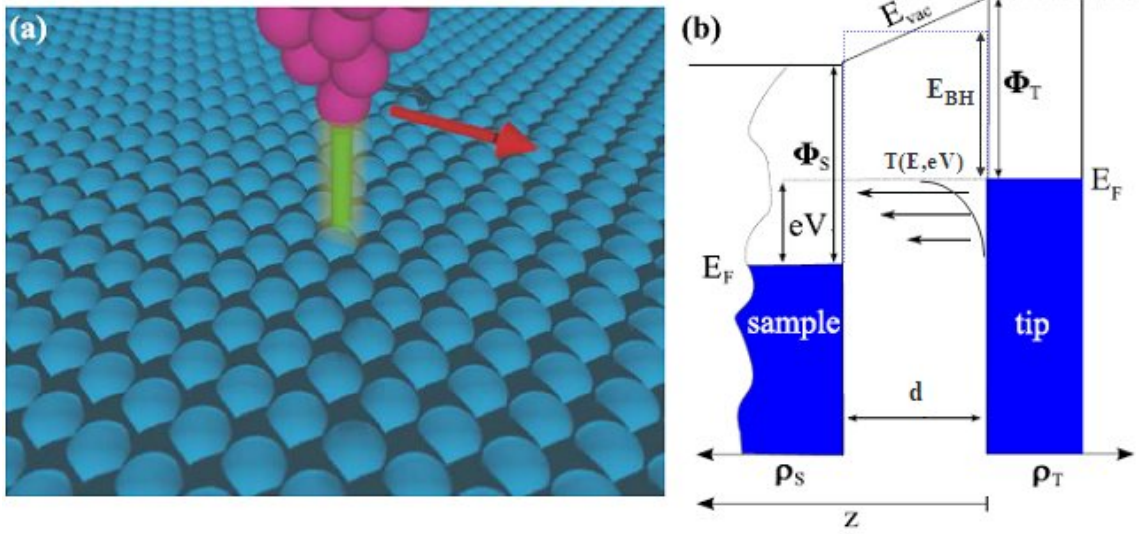 (a)
(b)
E_vac
E_BH
Φ_T
Φ_S
T(E,eV)
eV
E_F
E_F
sample
tip
d
ρ_S
ρ_T
z